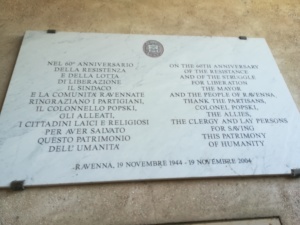 NEL 60º ANNIVERSARIO
DELLA RESISTENZA
E DELLA LOTTA
DI LIBERAZIONE
IL SINDACO
E LA COMUNITÀ RAVENNATE
RINGRAZIANO I PARTIGIANI,
IL COLONNELLO POPSKI,
GLI ALLEATI,
I CITTADINI LAICI E RELIGIOSI
PER AVER SALVATO
QUESTO PATRIMONIO
DELL' UMANITÀ
ON THE 60TH ANNIVERSARY
OF THE RESISTANCE
AND OF THE STRUGGLE
FOR LIBERATION
THE MAYOR
AND THE PEOPLE OF RAVENNA,
THANK THE PARTISANS,
COLONEL POPSKI,
THE ALLIES,
THE CLERGY AND LAY PERSONS
FOR SAVING
THIS PATRIMONY
OF HUMANITY
RAVENNA, 19 NOVEMBRE 1944 - 19 NOVEMBRE 2004